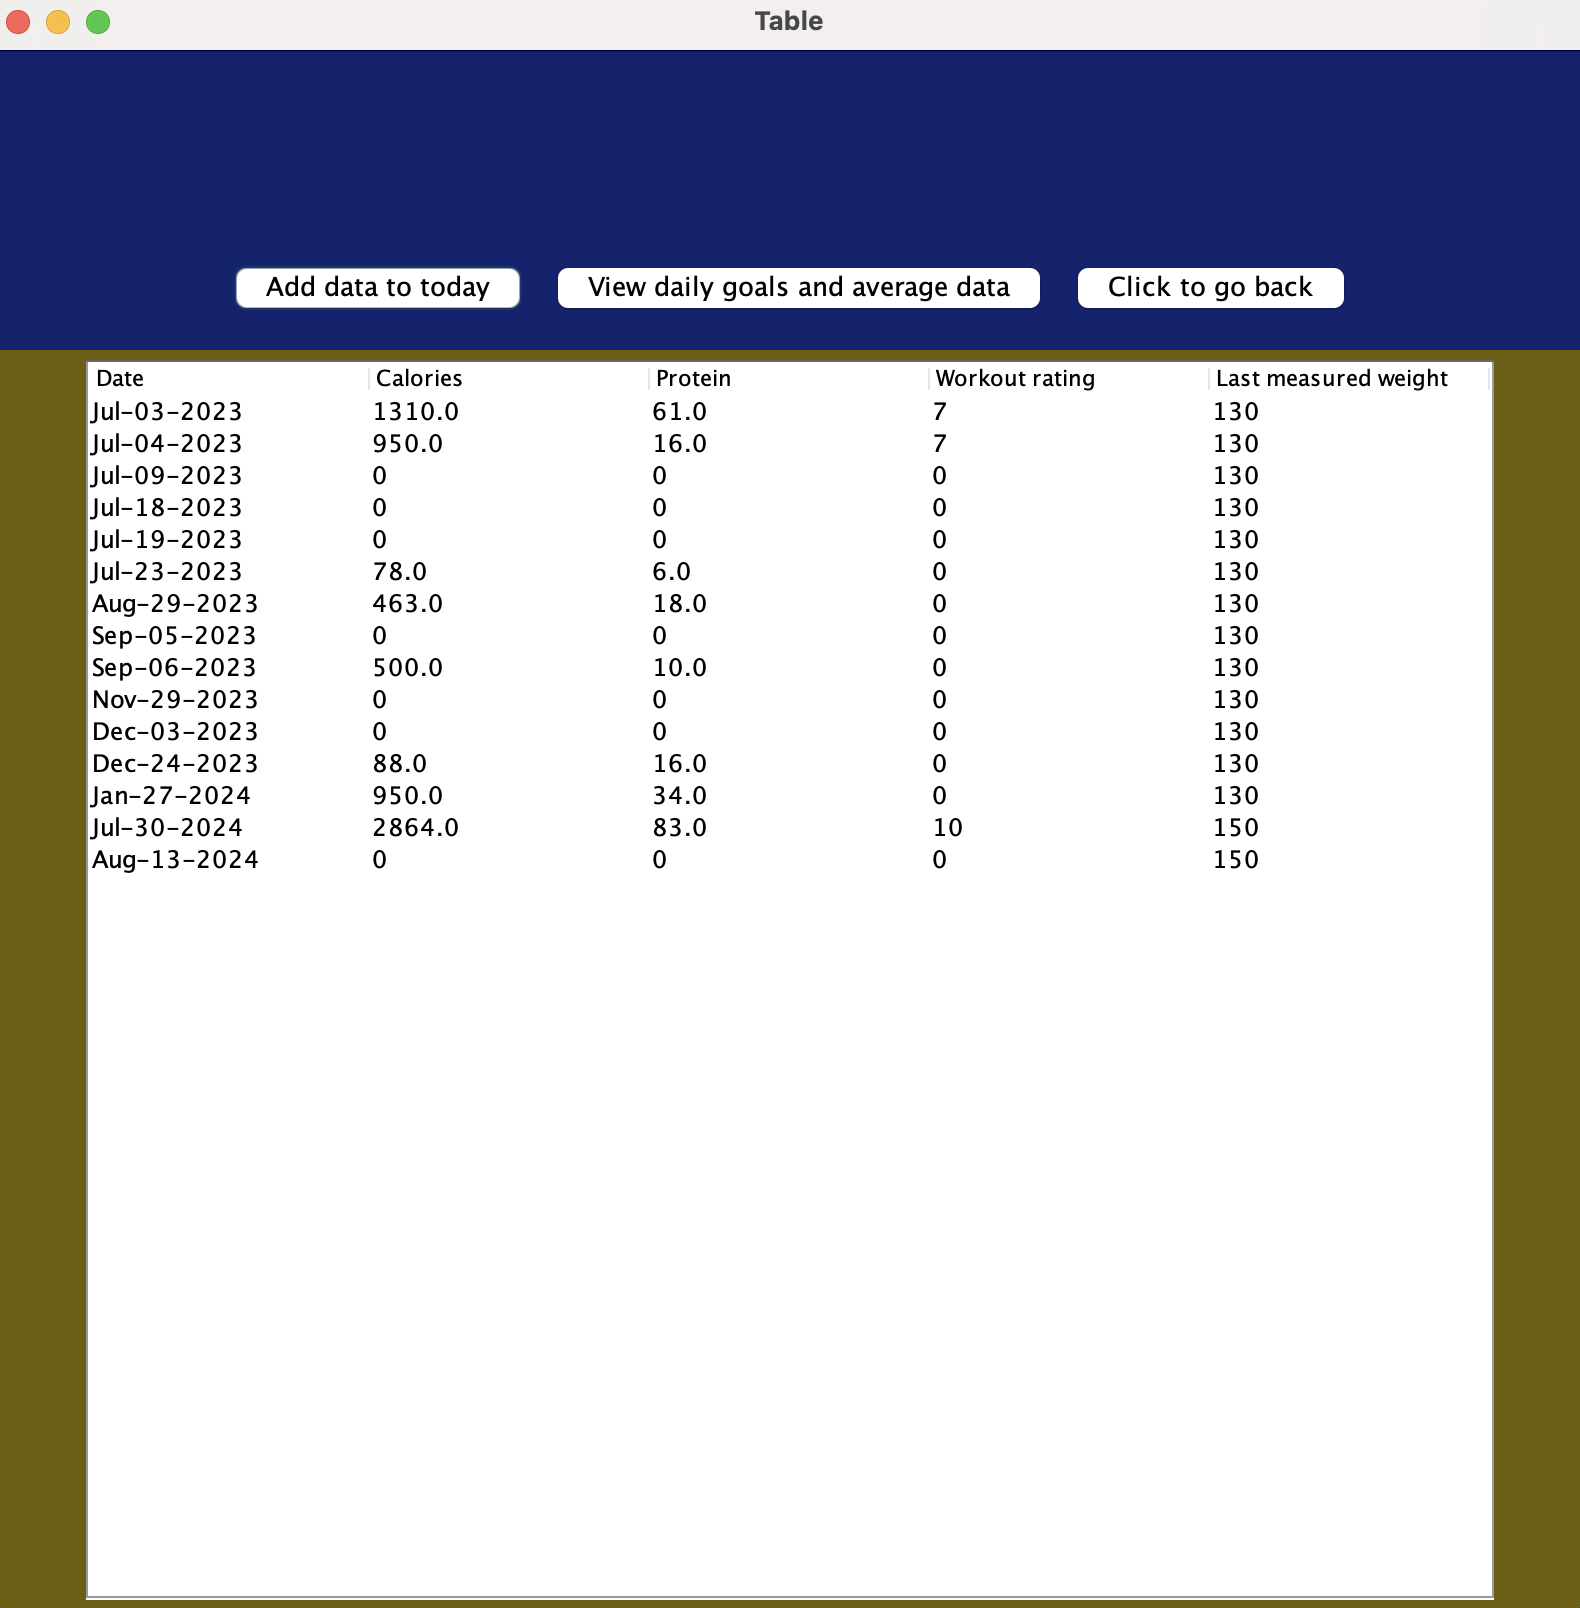 Table
Add data to today View daily goals and average data Click to go back
Date Calories Protein Workout rating Last measured weight
Jul-03-2023 1310.0 61.0 7 130
Jul-04-2023 950.0 16.0 7 130
Jul-09-2023 0 0 0 130
Jul-18-2023 0 0 0 130
Jul-19-2023 0 0 0 130
Jul-23-2023 78.0 6.0 0 130
Aug-29-2023 463.0 18.0 0 130
Sep-05-2023 0 0 0 130
Sep-06-2023 500.0 10.0 0 130
Nov-29-2023 0 0 0 130
Dec-03-2023 0 0 0 130
Dec-24-2023 88.0 16.0 0 130
Jan-27-2024 950.0 34.0 0 130
Jul-30-2024 2864.0 83.0 10 150
Aug-13-2024 0 0 0 150